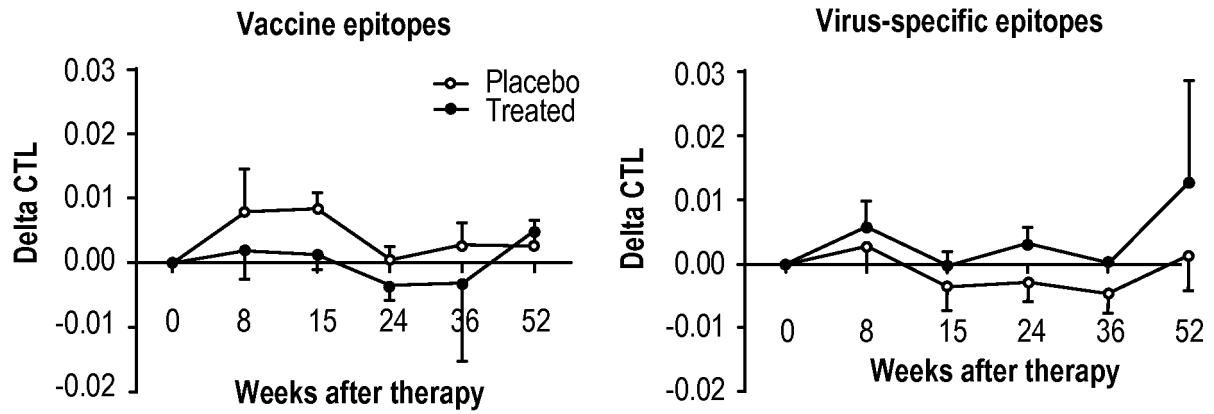 Vaccine epitopes
Delta CTL
0.03
0.02
0.01
0.00
-0.01
-0.02
Placebo
Treated
0 8 15 24 36 52
Weeks after therapy
Virus-specific epitopes
Delta CTL
0.03
0.02
0.01
0.00
-0.01
-0.02
0 8 15 24 36 52
Weeks after therapy